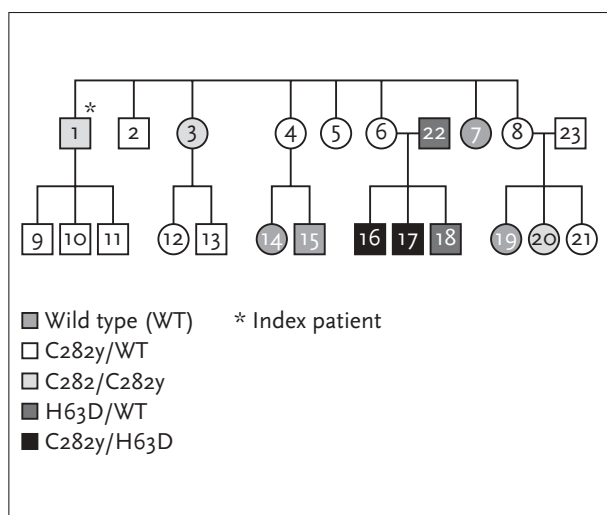 *
1 2 3 4 5 6 22 7 8 23
9 10 11 12 13 14 15 16 17 18 19 20 21
Wild type (WT) * Index patient
C282y/WT
C282/C282y
H63D/WT
C282y/H63D